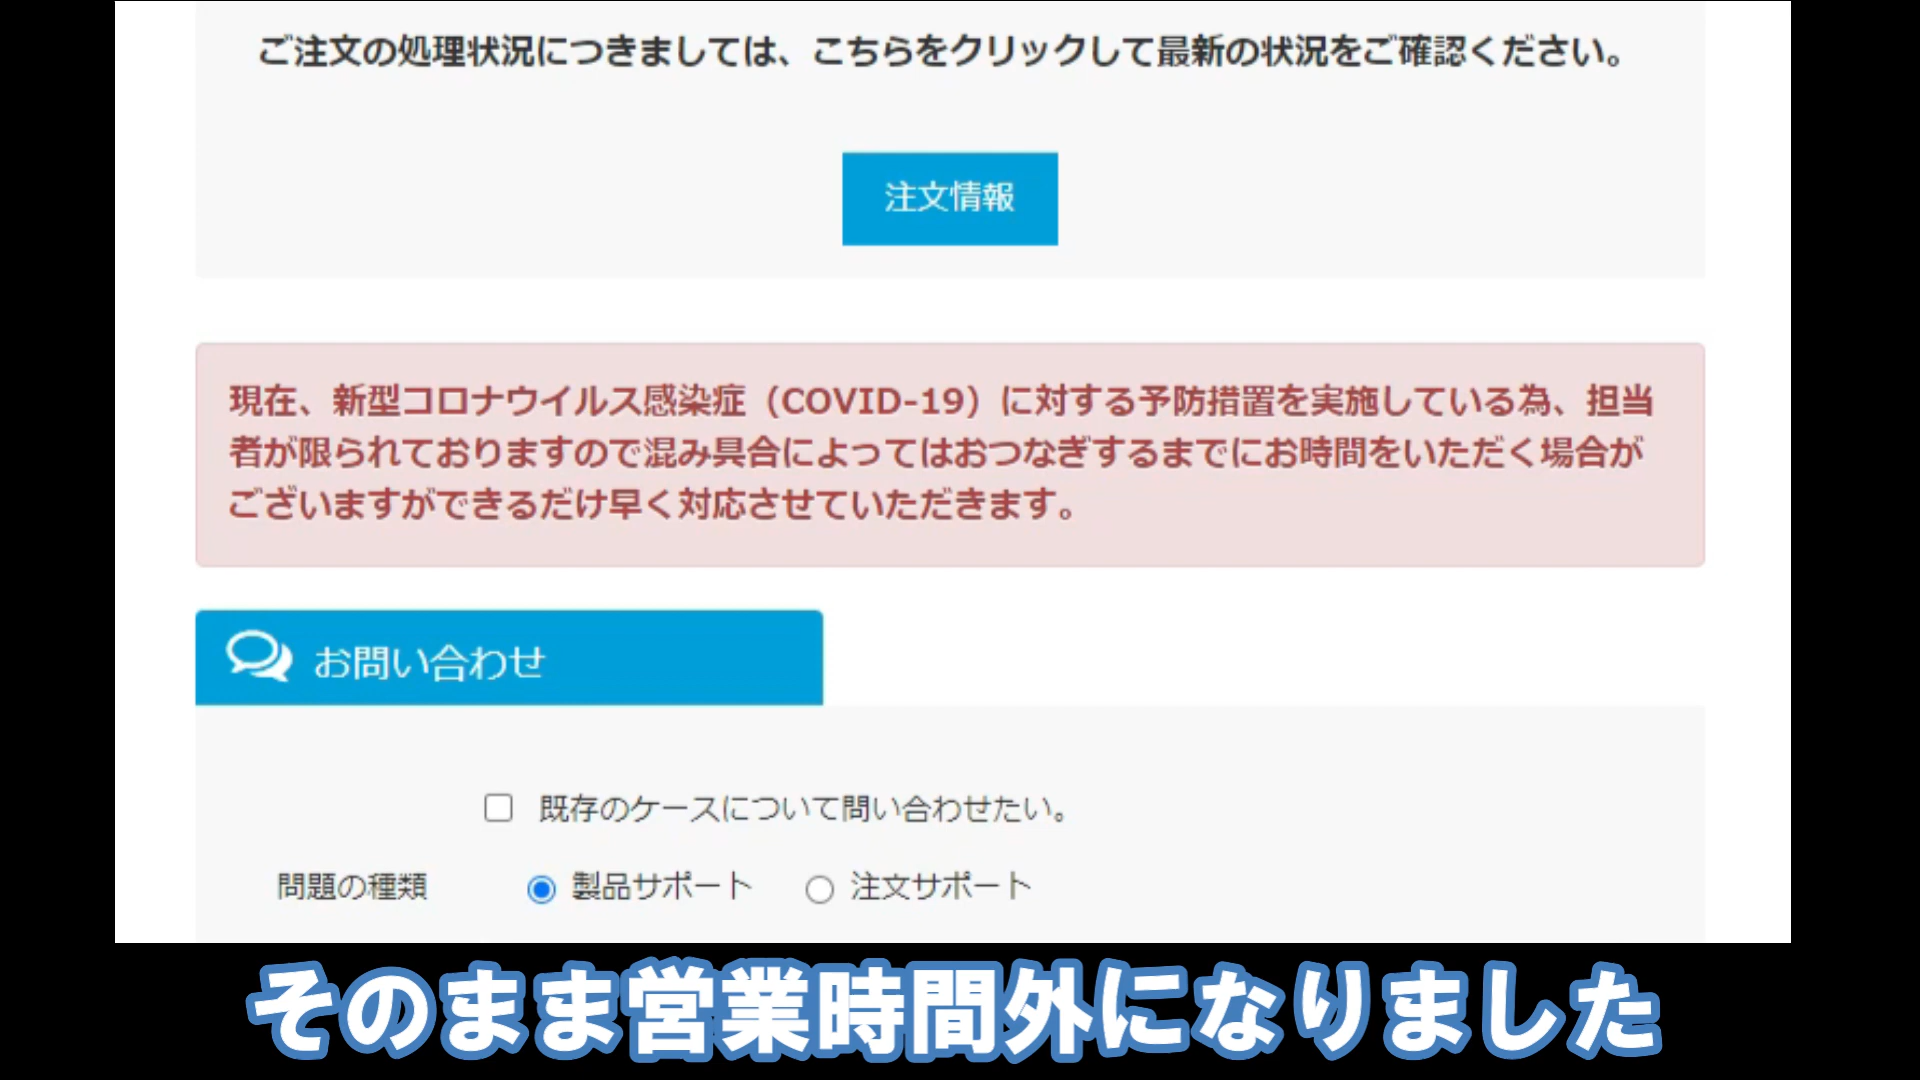 ご注文の処理状況につきましては、こちらをクリックして最新の状況をご確認ください。
注文情報
現在、新型コロナウイルス感染症（COVID-19）に対する予防措置を実施している為、担当
者が限られておりますので混み具合によってはおつなぎするまでにお時間をいただく場合が
ございますができるだけ早く対応させていただきます。
お問い合わせ
既存のケースについて問い合わせたい。
問題の種類 製品サポート 注文サポート
そのまま営業時間外になりました